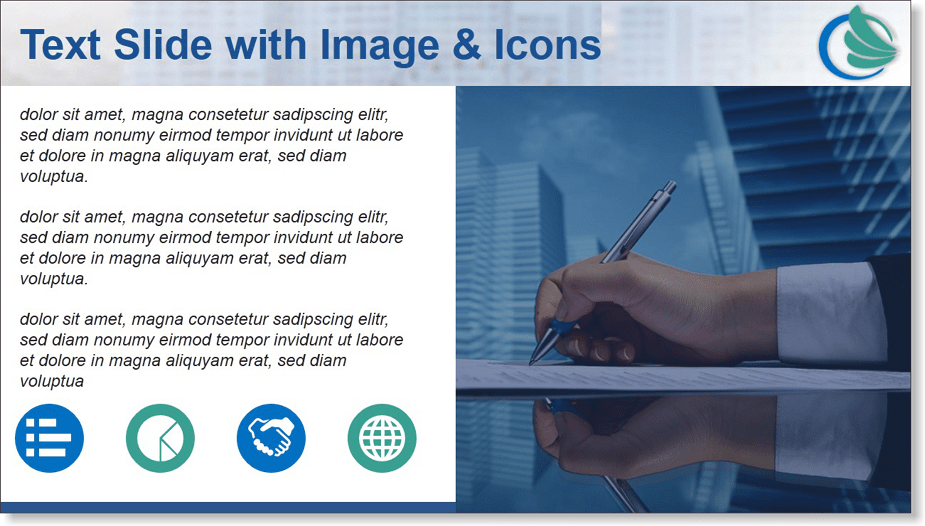 Text Slide with Image & Icons
dolor sit amet, magna consetetur sadipscing elitr,
sed diam nonumy eirmod tempor invidunt ut labore
et dolore in magna aliquyam erat, sed diam
voluptua.
dolor sit amet, magna consetetur sadipscing elitr,
sed diam nonumy eirmod tempor invidunt ut labore
et dolore in magna aliquyam erat, sed diam
voluptua.
dolor sit amet, magna consetetur sadipscing elitr,
sed diam nonumy eirmod tempor invidunt ut labore
et dolore in magna aliquyam erat, sed diam
voluptua